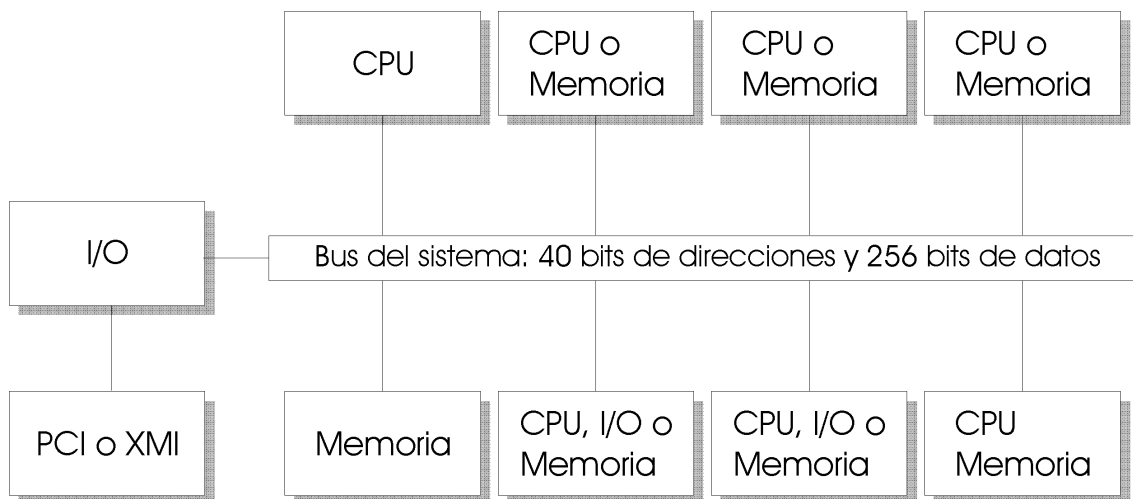 CPU
CPU o
Memoria
CPU o
Memoria
CPU o
Memoria
I/O
Bus del sistema: 40 bits de direcciones y 256 bits de datos
PCI o XMI
Memoria
CPU, I/O o
Memoria
CPU, I/O o
Memoria
CPU
Memoria